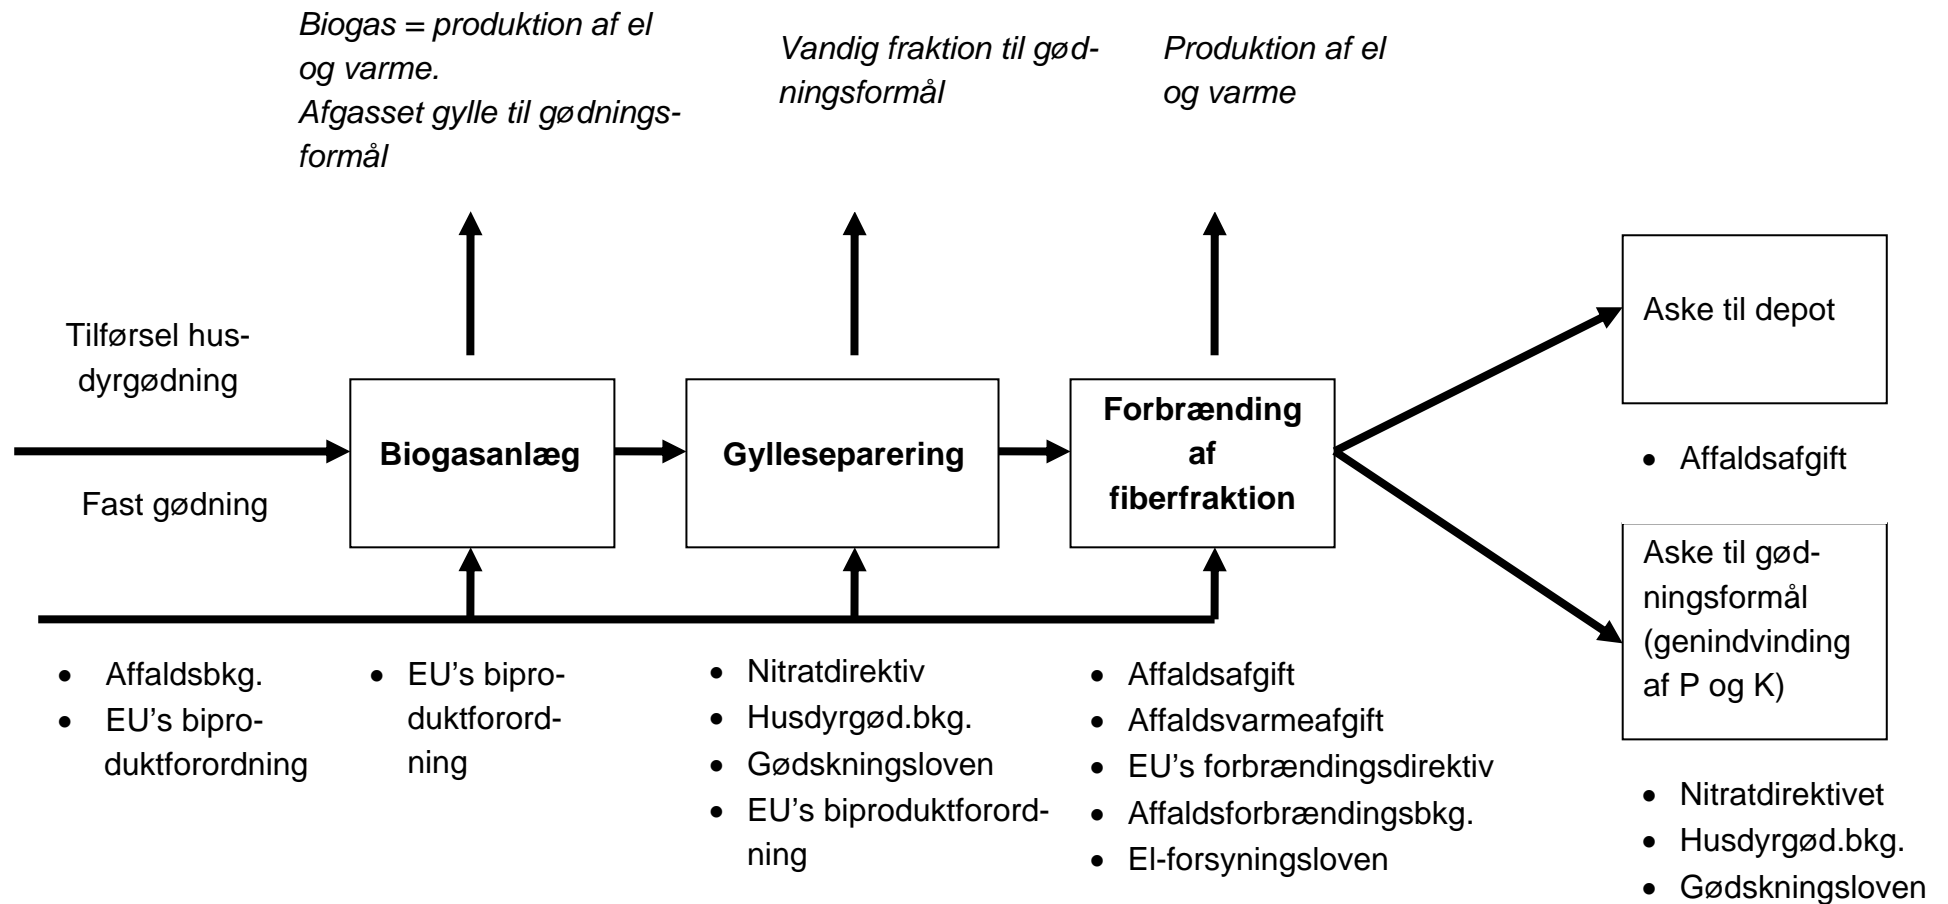 Biogas = produktion af el
og varme.
Afgasset gylle til gødnings-
formål
Vandig fraktion til gød-
ningsformål
Produktion af el
og varme
Tilførsel hus-
dyrgødning
Fast gødning
Biogasanlæg
Gylleseparering
Forbrænding
af
fiberfraktion
Aske til depot
• Affaldsafgift
Aske til gød-
ningsformål
(genindvinding
af P og K)
• Affaldsbkg.
• EU’s bipro-
duktforordning
• EU’s bipro-
duktforord-
ning
• Nitratdirektiv
• Husdyrgød.bkg.
• Gødskningsloven
• EU’s biproduktforord-
ning
• Affaldsafgift
• Affaldsvarmeafgift
• EU’s forbrændingsdirektiv
• Affaldsforbrændingsbkg.
• El-forsyningsloven
• Nitratdirektivet
• Husdyrgød.bkg.
• Gødskningsloven